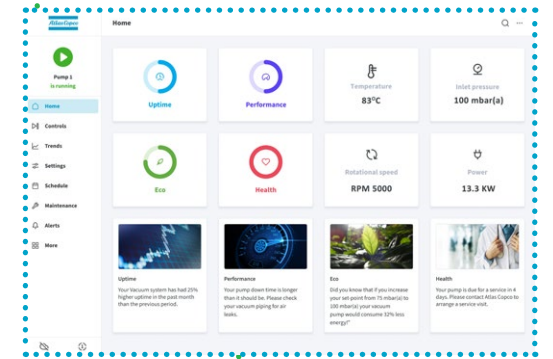 Atlas Copco
Home
Pump 1
is running
Home
Controls
Trends
Settings
Schedule
Maintenance
Alerts
More
Uptime
Performance
Temperature
83°C
Inlet pressure
100 mbar(a)
Eco
Health
Rotational speed
RPM 5000
Power
13.3 KW
Uptime
Your Vacuum system has had 25%
higher uptime in the past month
than the previous period.
Performance
Your pump down time is longer
than it should be. Please check
your vacuum piping for air
leaks.
Eco
Did you know that if you increase
your set point from 75 mbar(a) to
100 mbar(a) your vacuum
pump would consume 32% less
energy!"
Health
Your pump is due for a service in 4
days. Please contact Atlas Copco to
arrange a service visit.